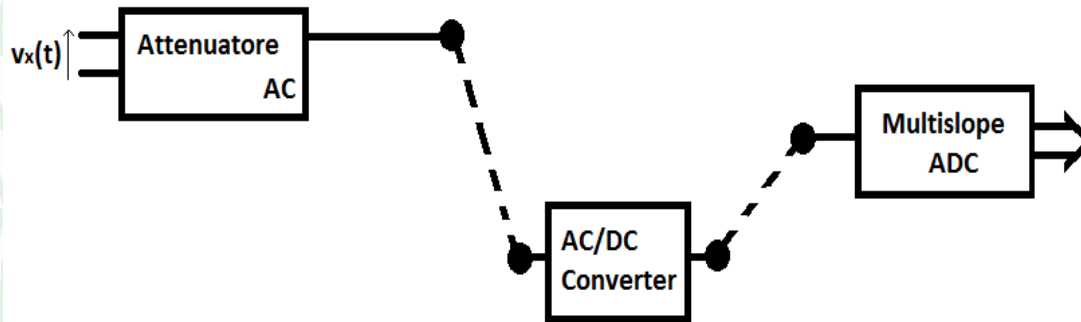 vx(t)
Attenuatore
AC
AC/DC
Converter
Multislope
ADC